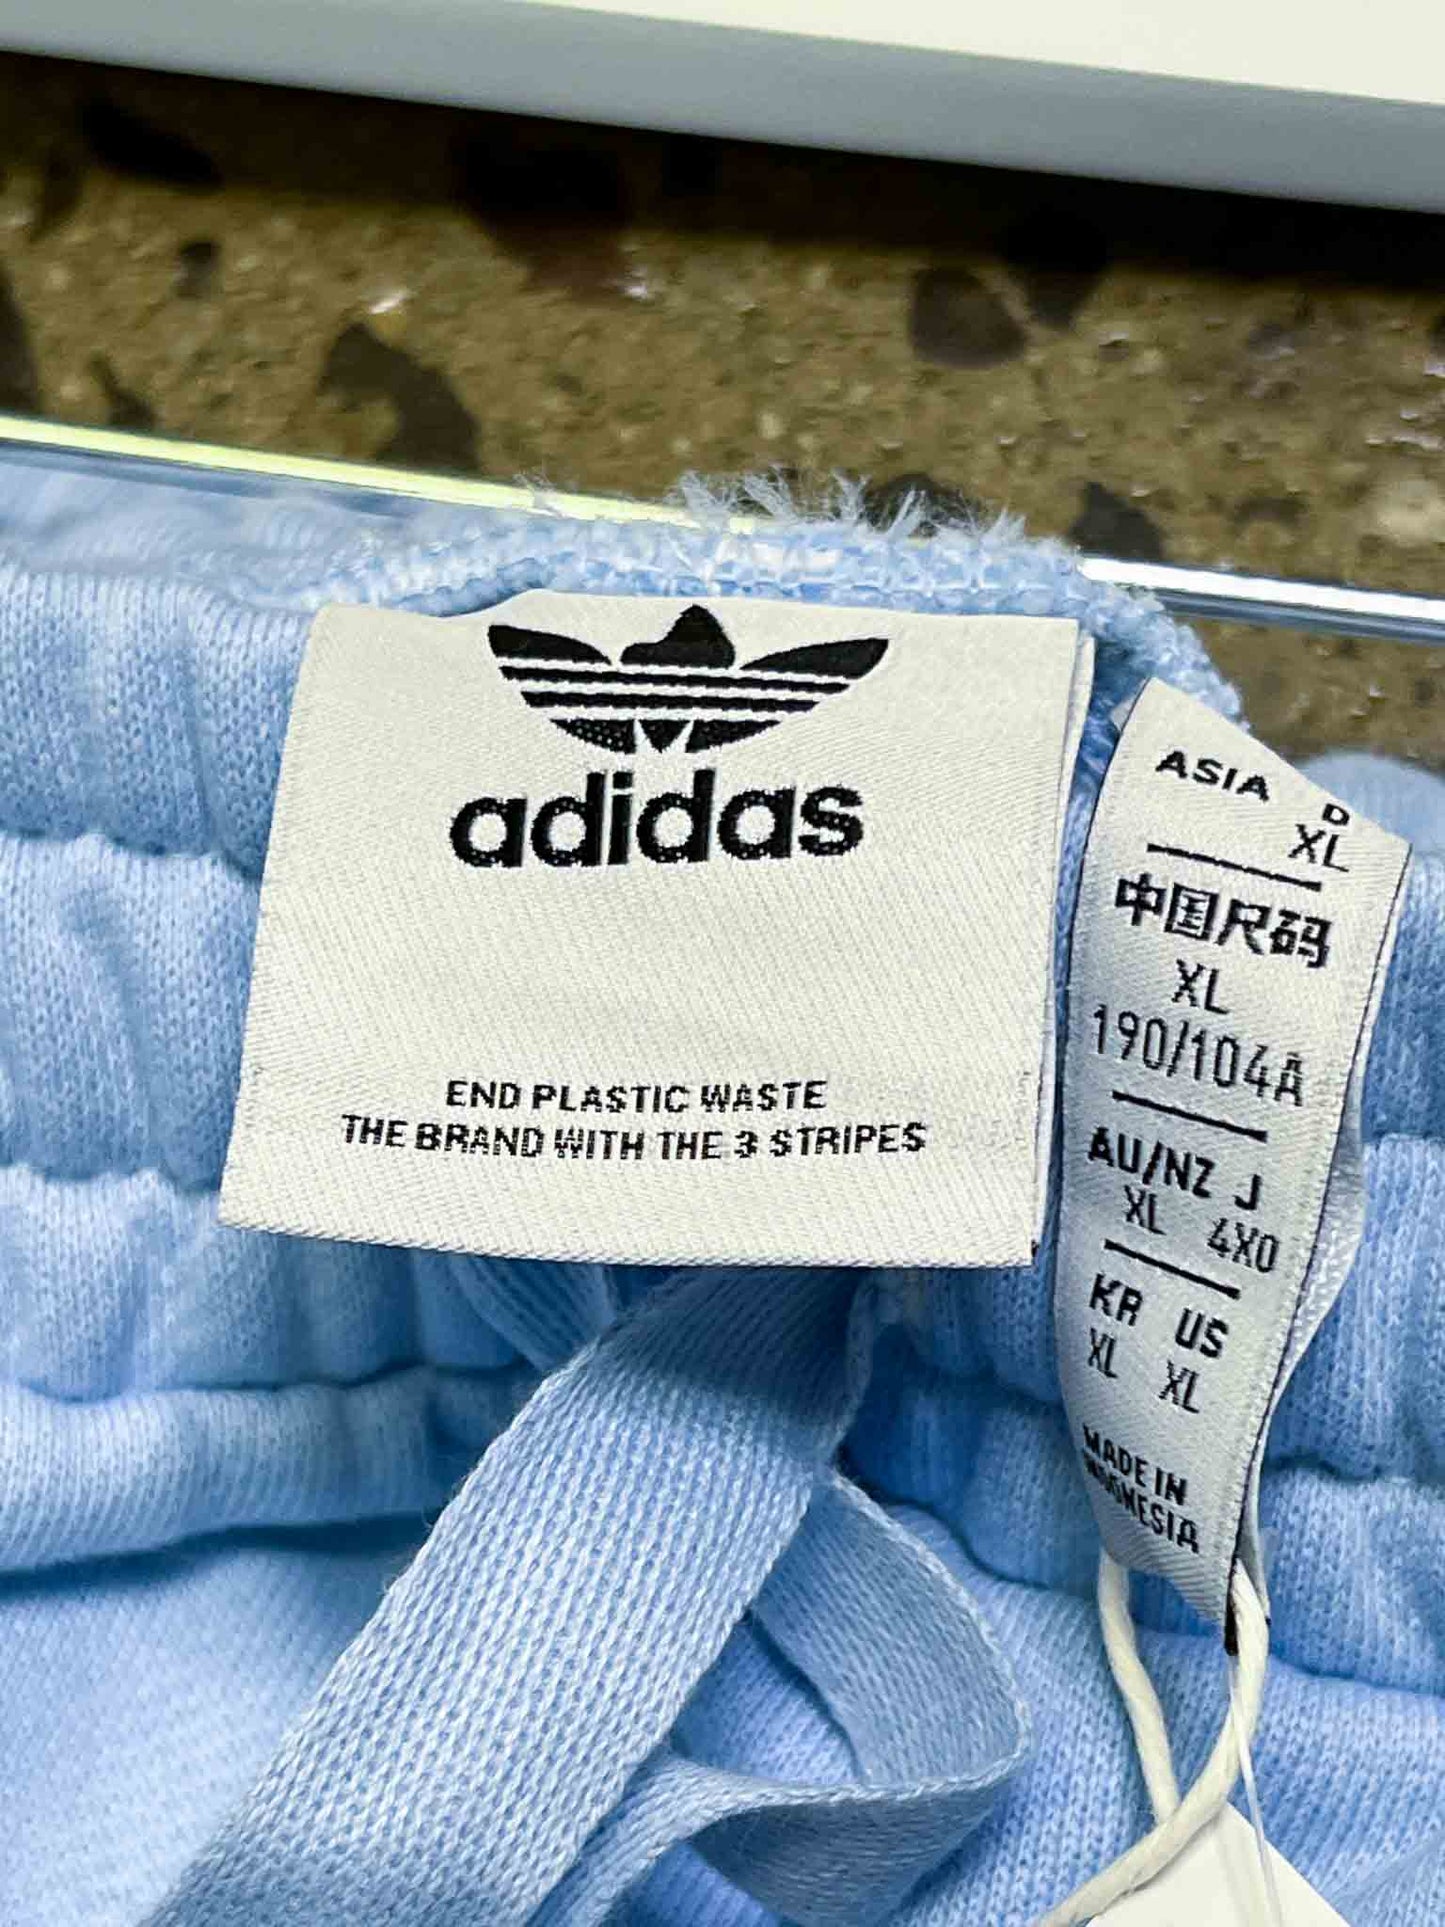 adidas
END PLASTIC WASTE
THE BRAND WITH THE 3 STRIPES
ASIA D
XL
中国尺码
XL
190/104A
AU/NZ J
XL 4XO
KR US
XL XL
MADE IN
INDONESIA